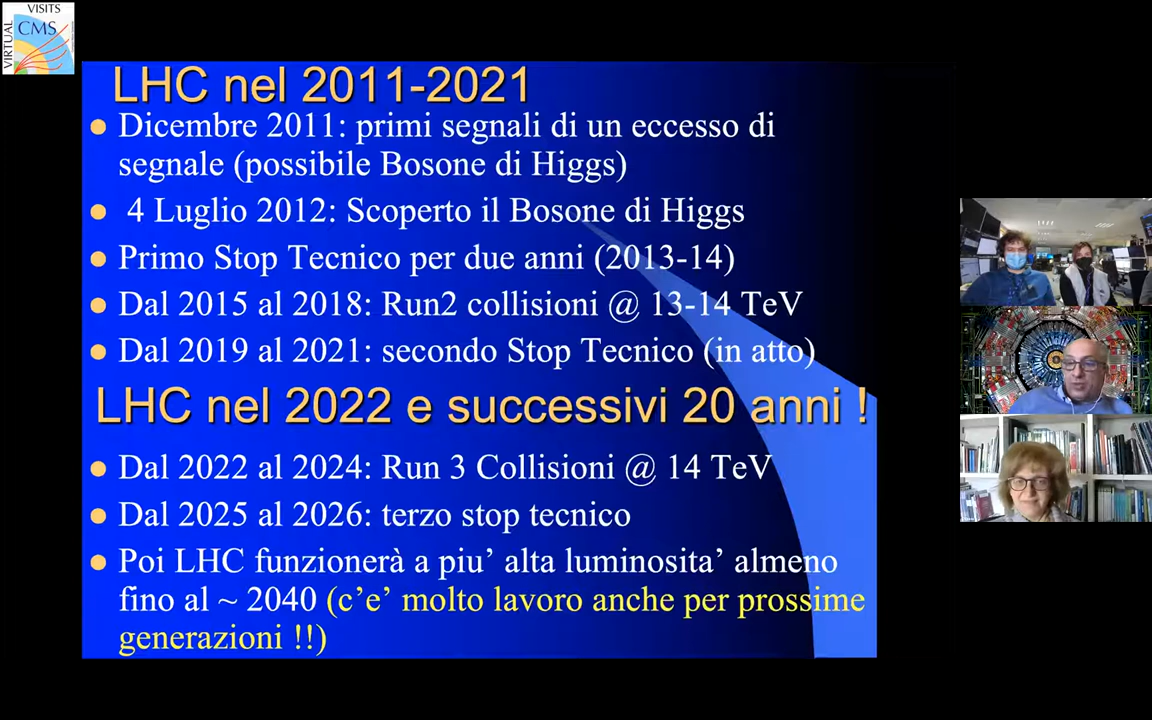 VISITS
CMS
VIRTUAL
LHC nel 2011-2021
Dicembre 2011: primi segnali di un eccesso di
segnale (possibile Bosone di Higgs)
4 Luglio 2012: Scoperto il Bosone di Higgs
Primo Stop Tecnico per due anni (2013-14)
Dal 2015 al 2018: Run2 collisioni @ 13-14 TeV
Dal 2019 al 2021: secondo Stop Tecnico (in atto)
LHC nel 2022 e successivi 20 anni !
Dal 2022 al 2024: Run 3 Collisioni @ 14 TeV
Dal 2025 al 2026: terzo stop tecnico
Poi LHC funzionerà a piu’ alta luminosita’ almeno
fino al ~ 2040 (c’e’ molto lavoro anche per prossime
generazioni !!)